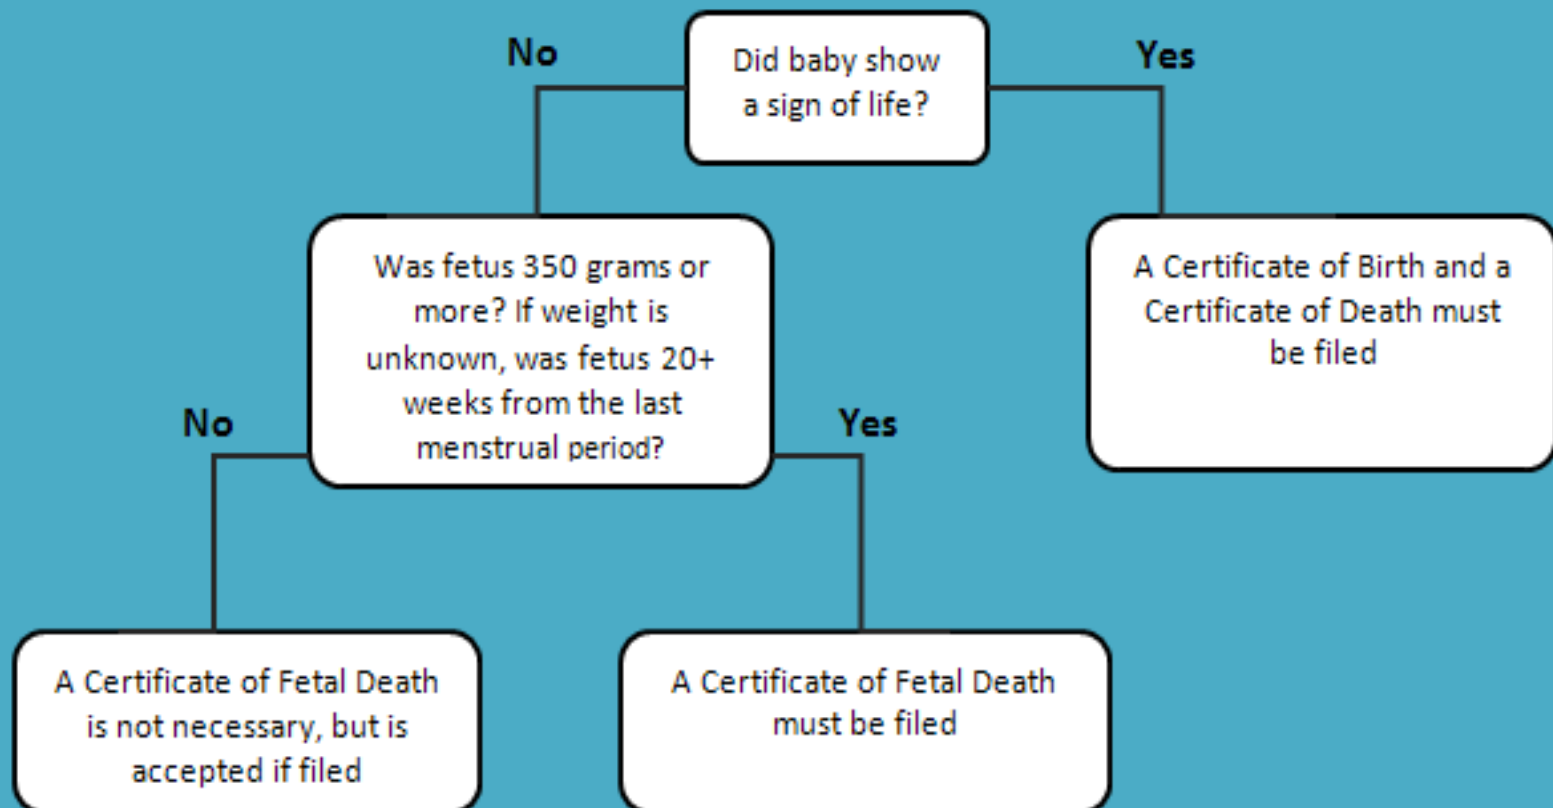 No
Did baby show
a sign of life?
Yes
Was fetus 350 grams or
more? If weight is
unknown, was fetus 20+
weeks from the last
menstrual period?
A Certificate of Birth and a
Certificate of Death must
be filed
No
Yes
A Certificate of Fetal Death
is not necessary, but is
accepted if filed
A Certificate of Fetal Death
must be filed